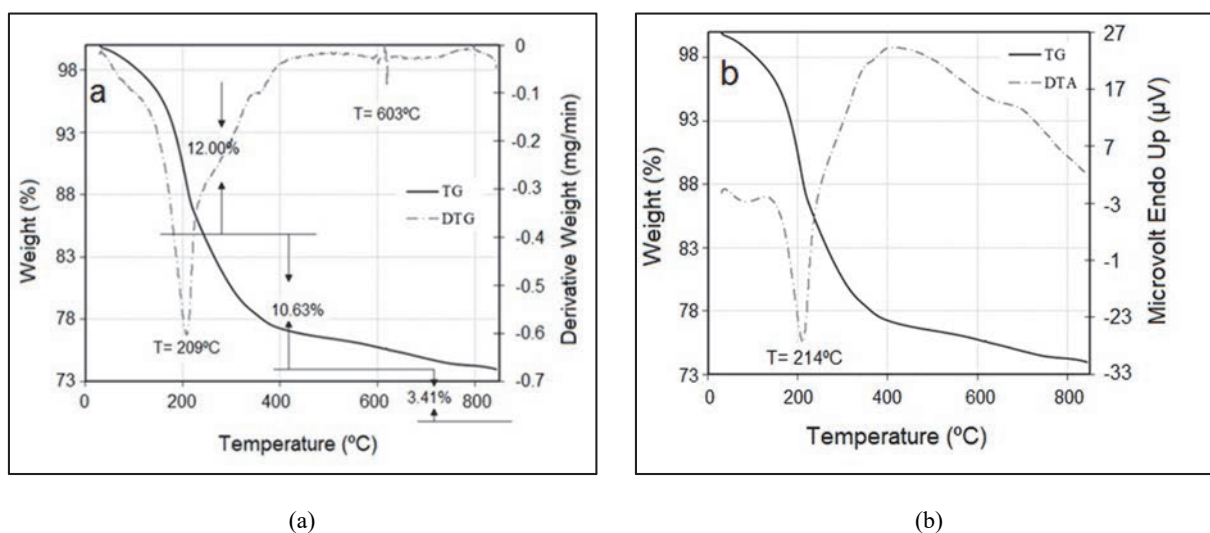 a
Weight (%)
98
93
88
83
78
73
0
200
400
600
800
Temperature (ºC)
0
-0.1
-0.2
-0.3
-0.4
-0.5
-0.6
-0.7
Derivative Weight (mg/min)
TG
DTG
12.00%
10.63%
3.41%
T= 603ºC
T= 209ºC
b
Weight (%)
98
93
88
83
78
73
0
200
400
600
800
Temperature (ºC)
27
17
7
-3
-1
-23
-33
Microvolt Endo Up (µV)
TG
DTA
T= 214ºC
(a)
(b)